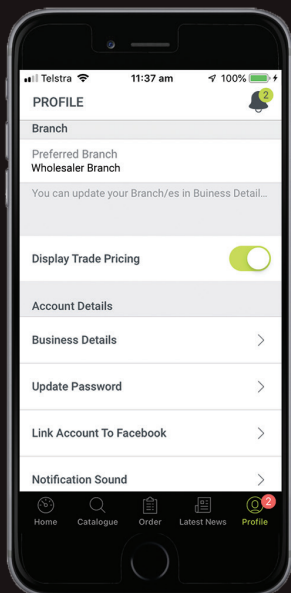 Telstra 11:37 am 100%
PROFILE 2
Branch
Preferred Branch
Wholesaler Branch
You can update your Branch/es in Buiness Detail...
Display Trade Pricing
Account Details
Business Details
Update Password
Link Account To Facebook
Notification Sound
2
Home Catalogue Order Latest News Profile